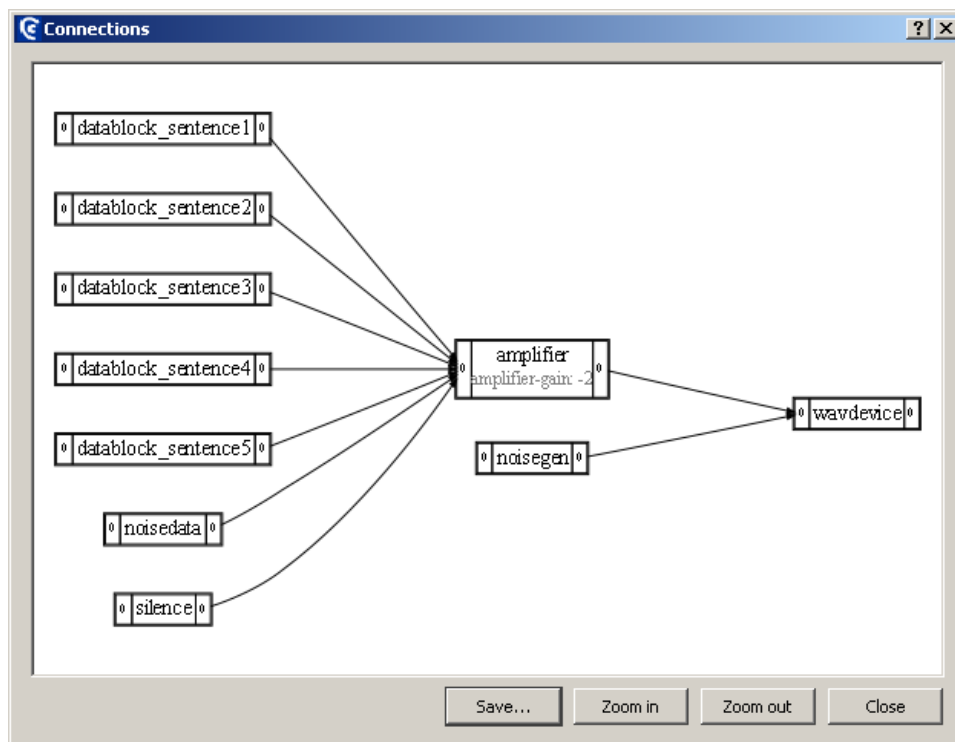 Connections
0 datablock_sentence1 0
0 datablock_sentence2 0
0 datablock_sentence3 0
0 datablock_sentence4 0
0 datablock_sentence5 0
0 noisedata 0
0 silence 0
0 amplifier 0
amplifier-gain: -2
0 noisegen 0
0 wavdevice 0
Save...
Zoom in
Zoom out
Close